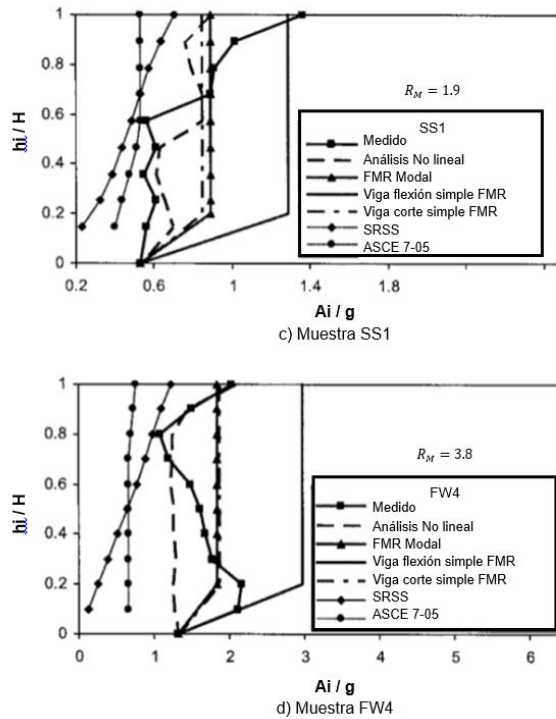 1
0.8
0.6
0.4
0.2
0
hi / H
0.2
0.6
1
1.4
1.8
Ai / g
R_M = 1.9
SS1
Medido
Análisis No lineal
FMR Modal
Viga flexión simple FMR
Viga corte simple FMR
SRSS
ASCE 7-05
c) Muestra SS1
1
0.8
0.6
0.4
0.2
0
hi / H
0
1
2
3
4
5
6
Ai / g
R_M = 3.8
FW4
Medido
Análisis No lineal
FMR Modal
Viga flexión simple FMR
Viga corte simple FMR
SRSS
ASCE 7-05
d) Muestra FW4